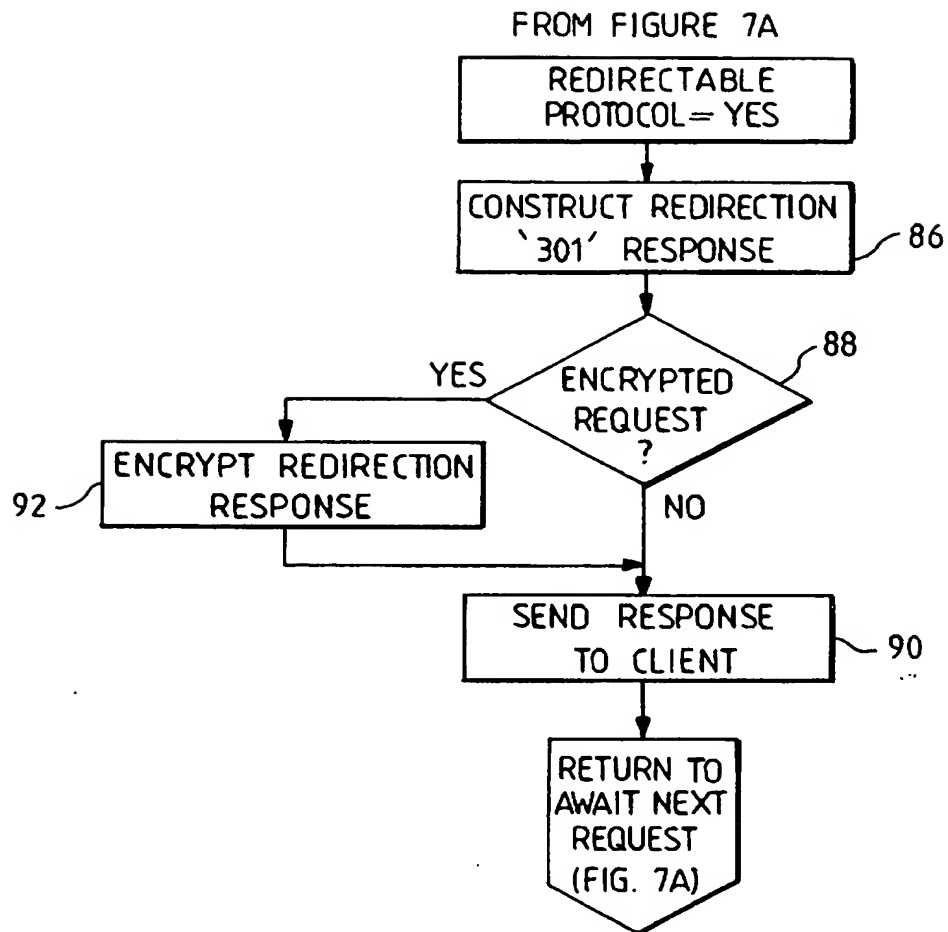 FROM FIGURE 7A
REDIRECTABLE
PROTOCOL = YES
CONSTRUCT REDIRECTION
'301' RESPONSE
86
88
YES
ENCRYPTED
REQUEST
?
ENCRYPT REDIRECTION
RESPONSE
92
NO
SEND RESPONSE
TO CLIENT
90
RETURN TO
AWAIT NEXT
REQUEST
(FIG. 7A)